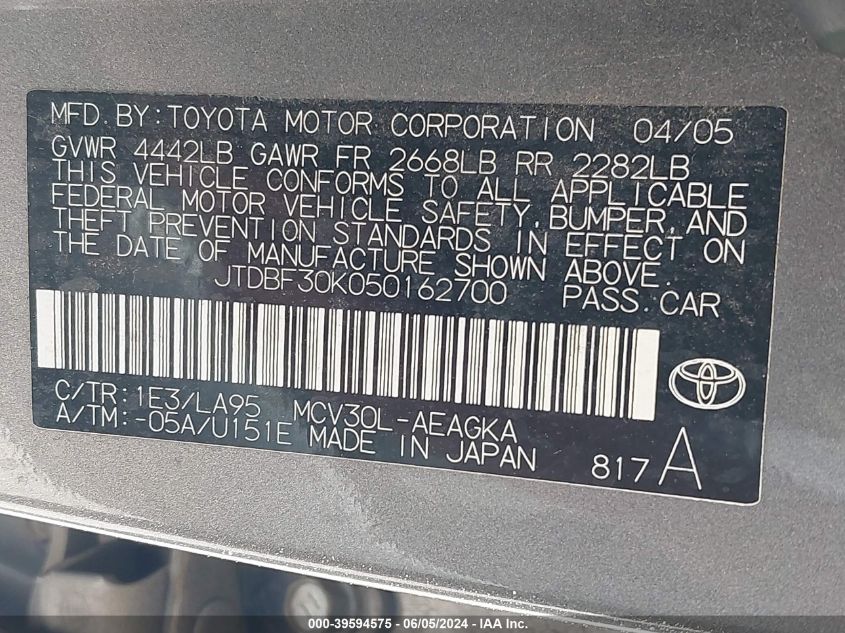 MFD. BY: TOYOTA MOTOR CORPORATION 04/05
GVWR 4442LB GAWR FR 2668LB RR 2282LB
THIS VEHICLE CONFORMS TO ALL APPLICABLE
FEDERAL MOTOR VEHICLE SAFETY, BUMPER, AND
THEFT PREVENTION STANDARDS IN EFFECT ON
THE DATE OF MANUFACTURE SHOWN ABOVE.
JTDBF30K050162700 PASS. CAR
C/TR: 1E3/LA95 MCV30L-AEAGKA
A/TM: -05A/U151E MADE IN JAPAN
817A
000-39594575 - 06/05/2024 - IAA Inc.